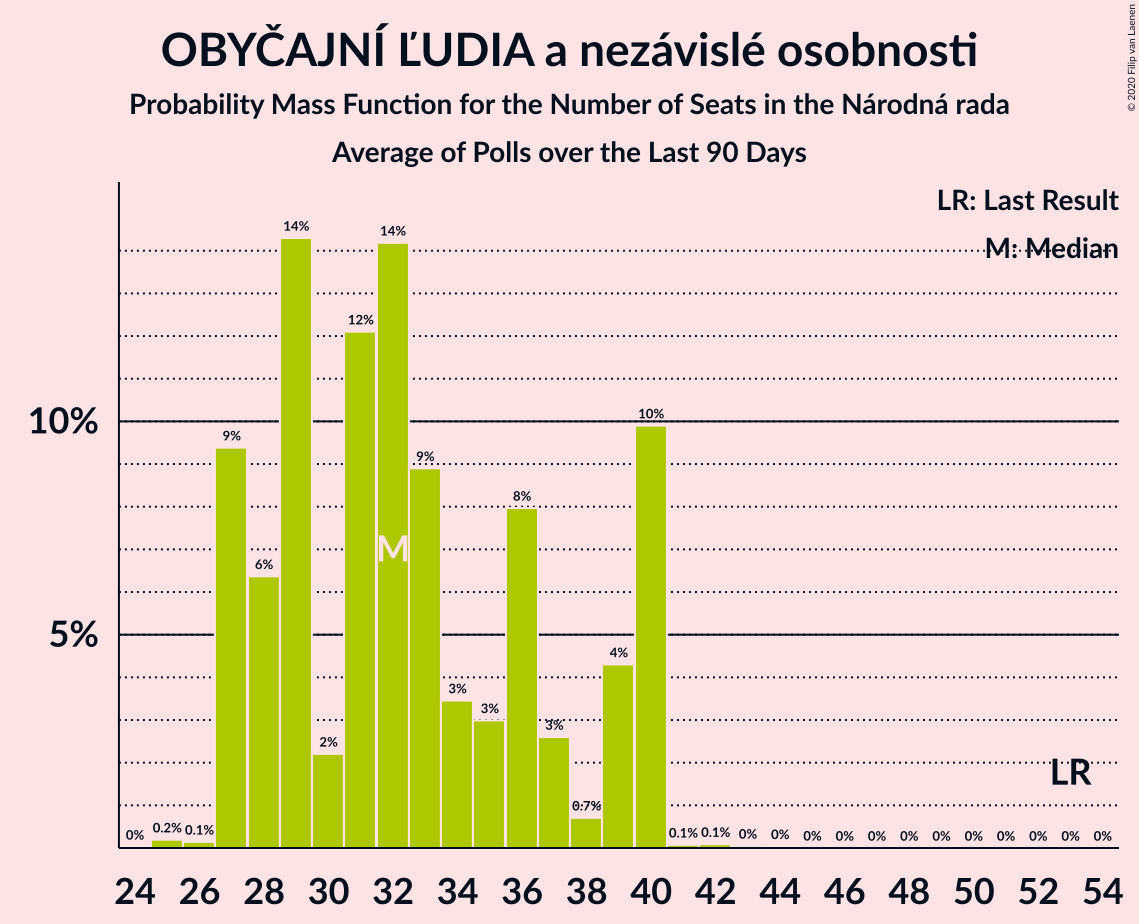 OBYČAJNÍ ĽUDIA a nezávislé osobnosti
Probability Mass Function for the Number of Seats in the Národná rada
Average of Polls over the Last 90 Days
© 2020 Filip van Laenen
LR: Last Result
M: Median
14%
14%
12%
10%
10%
9%
9%
8%
M
6%
5%
4%
3%
3%
3%
2%
LR
0.7%
0% 0.2% 0.1% 0.1% 0.1% 0% 0% 0% 0% 0% 0% 0% 0% 0% 0% 0% 0%
24 26 28 30 32 34 36 38 40 42 44 46 48 50 52 54